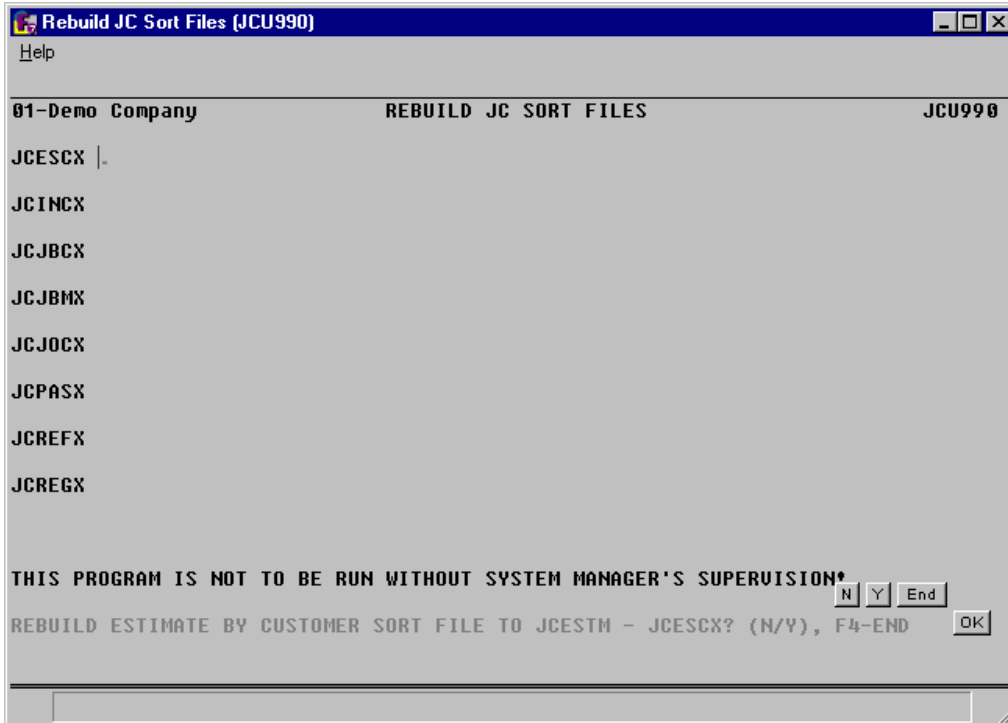 Rebuild JC Sort Files (JCU990)
Help
01-Demo Company REBUILD JC SORT FILES JCU990
JCESCX .
JCINCX
JCJBCX
JCJBMX
JCJOCX
JCPASX
JCREFX
JCREGX
THIS PROGRAM IS NOT TO BE RUN WITHOUT SYSTEM MANAGER'S SUPERVISION!
N Y End
REBUILD ESTIMATE BY CUSTOMER SORT FILE TO JCESTM - JCESCX? (N/Y), F4-END OK